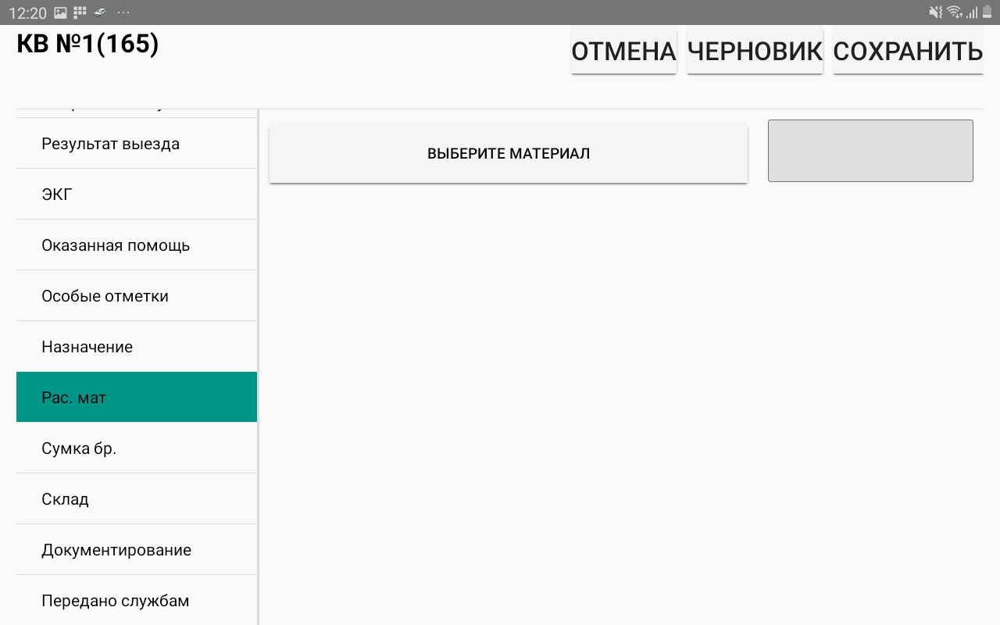 12:20
КВ №1(165)
ОТМЕНА ЧЕРНОВИК СОХРАНИТЬ
Результат выезда
ВЫБЕРИТЕ МАТЕРИАЛ
ЭКГ
Оказанная помощь
Особые отметки
Назначение
Рас. мат
Сумка бр.
Склад
Документирование
Передано службам